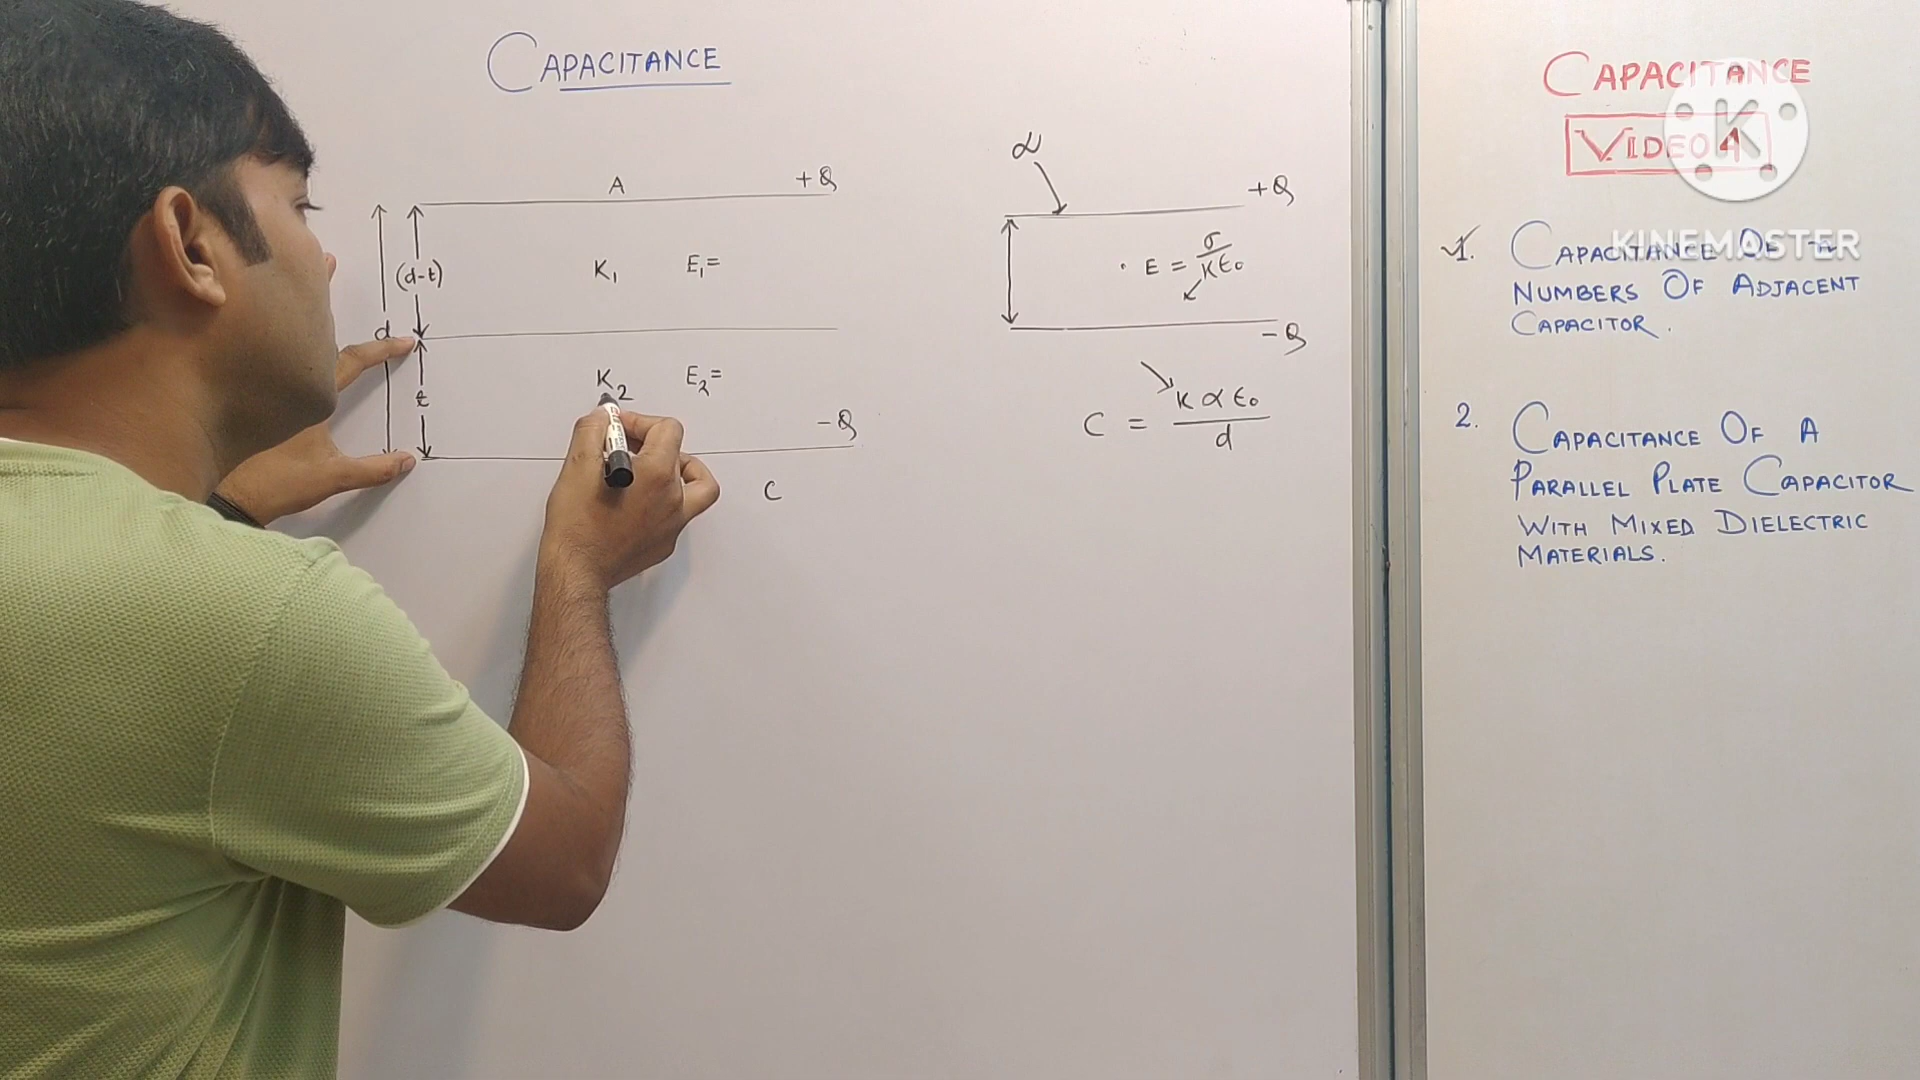 CAPACITANCE
A
+Q
(d-t)
K₁
E₁=
d
t
K₂
E₂=
-Q
C
α
+Q
E = σ/Kϵ₀
-Q
C = K α ϵ₀/d
CAPACITANCE
VIDEO 4
K
KINEMASTER
1. CAPACITANCE OF n
NUMBERS OF ADJACENT
CAPACITOR.
2. CAPACITANCE OF A
PARALLEL PLATE CAPACITOR
WITH MIXED DIELECTRIC
MATERIALS.